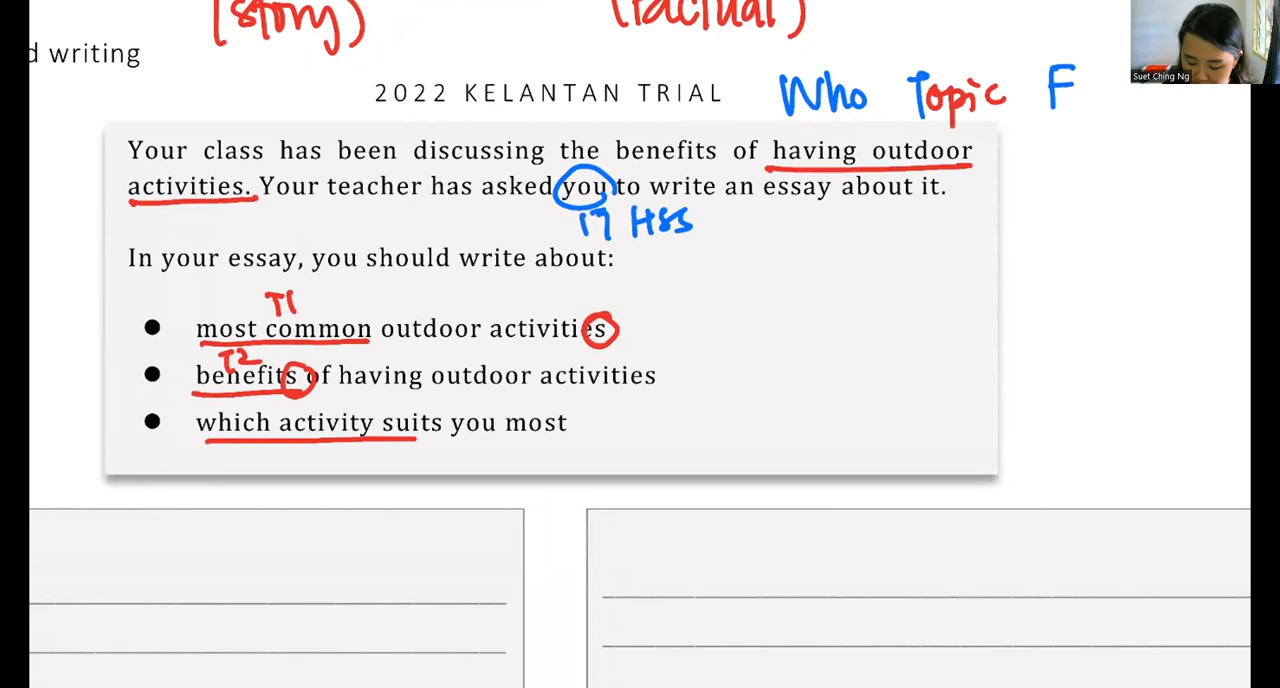 (story) (factual)
d writing
Suet Ching Ng
2022 KELANTAN TRIAL
Who Topic F
Your class has been discussing the benefits of having outdoor
activities. Your teacher has asked you to write an essay about it.
17 HSS
In your essay, you should write about:
T1
● most common outdoor activities
T2
● benefits of having outdoor activities
● which activity suits you most